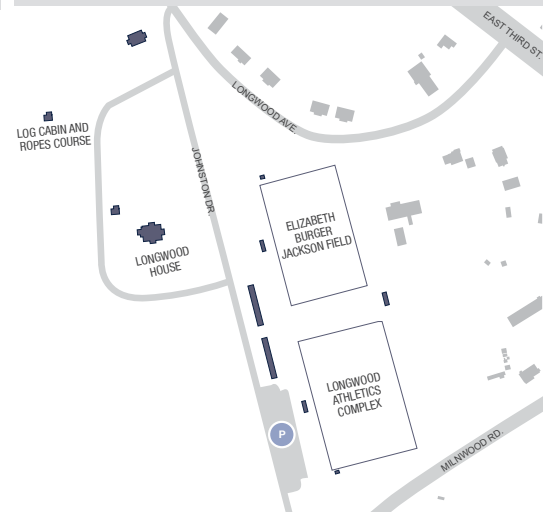 EAST THIRD ST.
LONGWOOD AVE.
LOG CABIN AND
ROPES COURSE
JOHNSTON DR.
ELIZABETH
BURGER
JACKSON FIELD
LONGWOOD
HOUSE
LONGWOOD
ATHLETICS
COMPLEX
P
MILNWOOD RD.